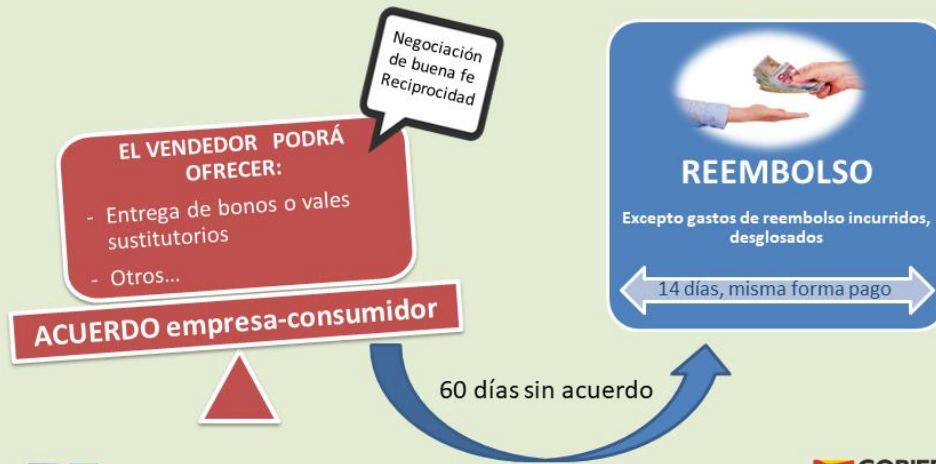 Negociación
de buena fe
Reciprocidad
EL VENDEDOR PODRÁ
OFRECER:
- Entrega de bonos o vales
sustitutorios
- Otros...
ACUERDO empresa-consumidor
60 días sin acuerdo
REEMBOLSO
Excepto gastos de reembolso incurridos,
desglosados
14 días, misma forma pago